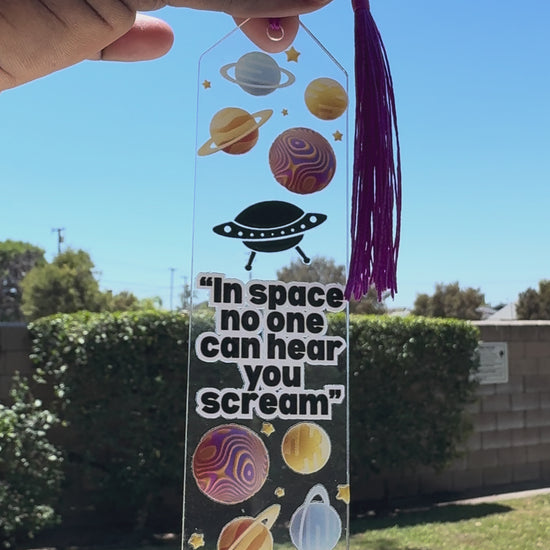 “In space
no one
can hear
you
scream”